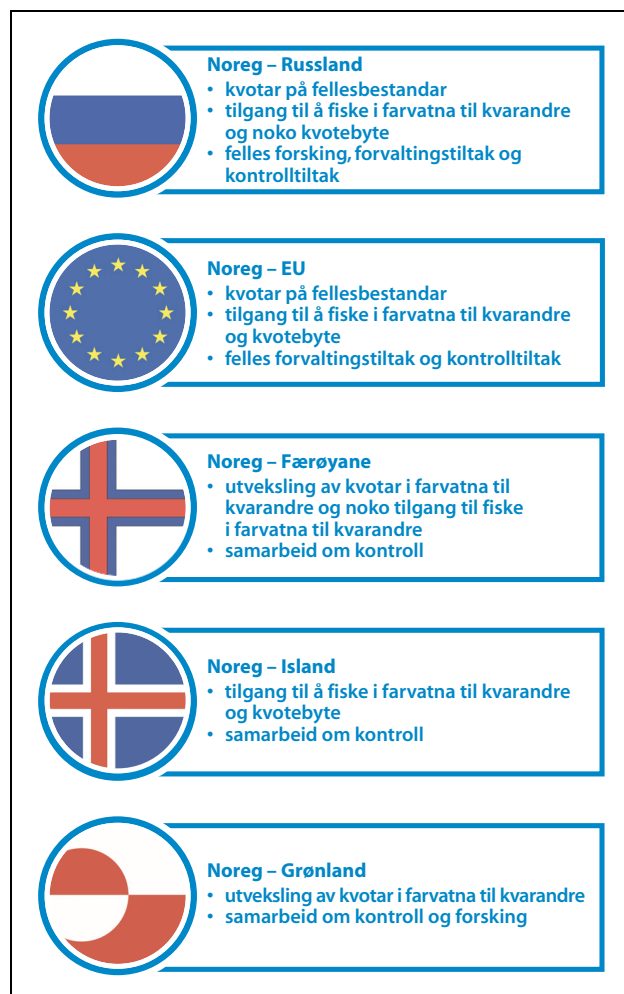 Noreg – Russland
• kvotar på fellesbestandar
• tilgang til å fiske i farvatna til kvarandre
og noko kvotebyte
• felles forsking, forvaltingstiltak og
kontrolltiltak
Noreg – EU
• kvotar på fellesbestandar
• tilgang til å fiske i farvatna til kvarandre
og kvotebyte
• felles forvaltingstiltak og kontrolltiltak
Noreg – Færøyane
• utveksling av kvotar i farvatna til
kvarandre og noko tilgang til fiske
i farvatna til kvarandre
• samarbeid om kontroll
Noreg – Island
• tilgang til å fiske i farvatna til kvarandre
og kvotebyte
• samarbeid om kontroll
Noreg – Grønland
• utveksling av kvotar i farvatna til kvarandre
• samarbeid om kontroll og forsking